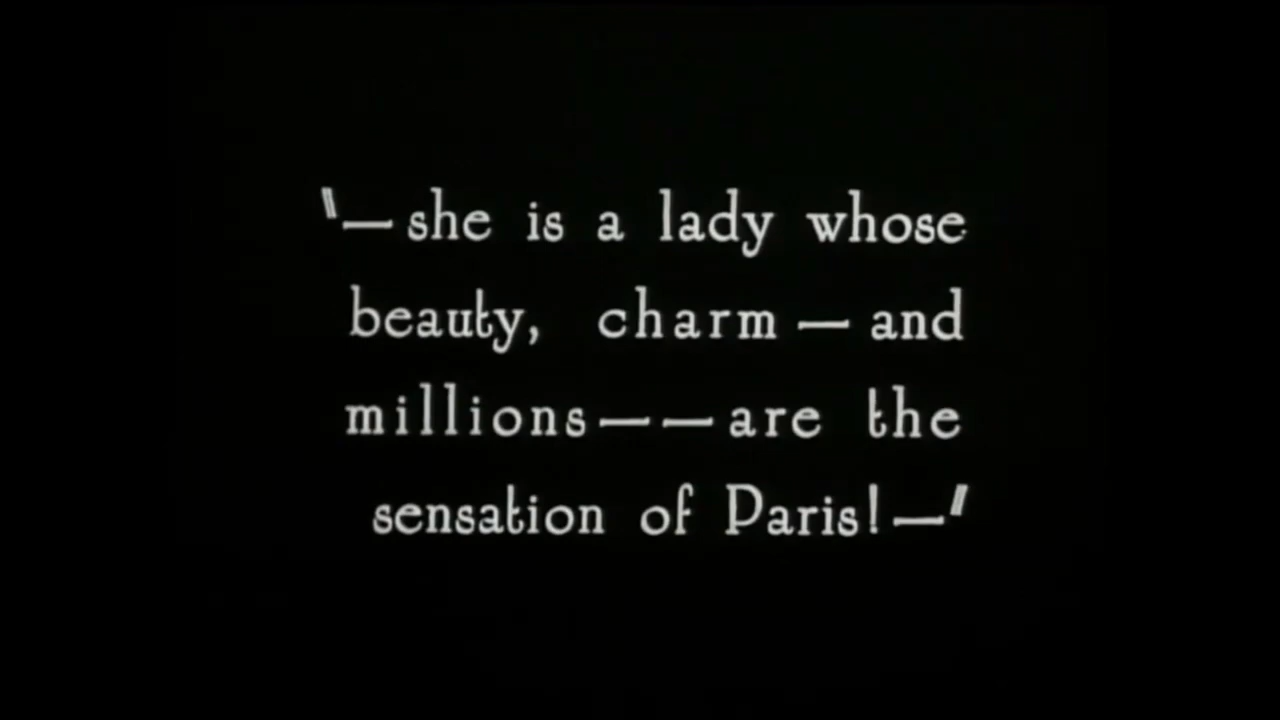 "—she is a lady whose
beauty, charm — and
millions — — are the
sensation of Paris! —"